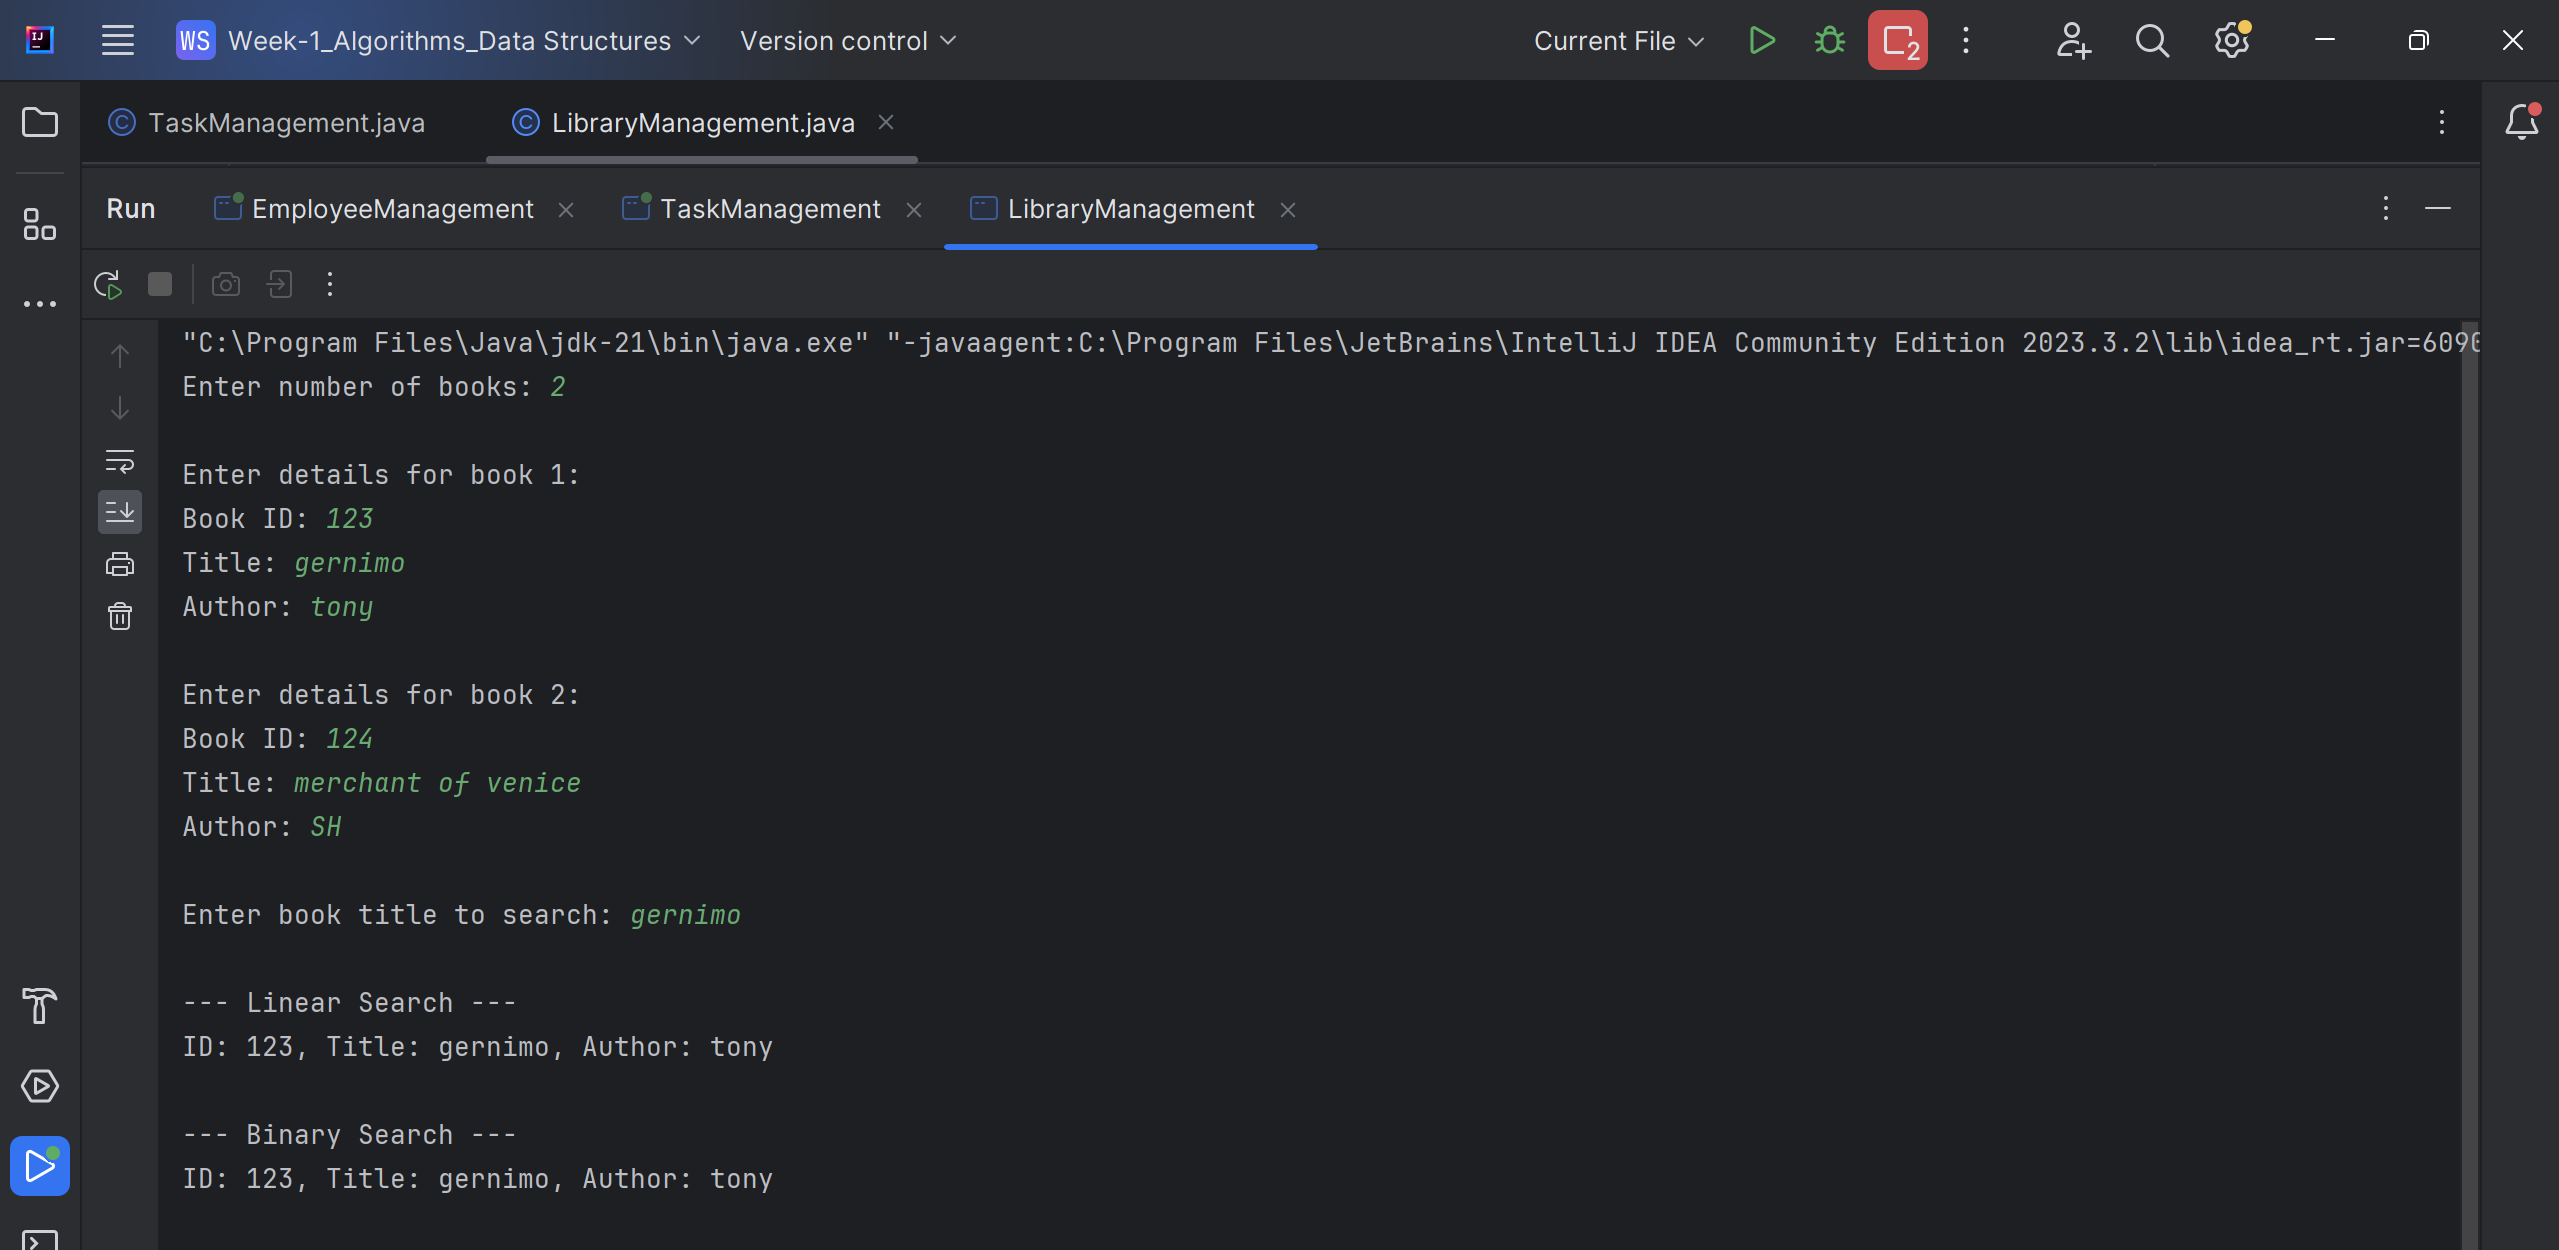 WS Week-1_Algorithms_Data Structures Version control Current File 2
TaskManagement.java LibraryManagement.java
Run EmployeeManagement TaskManagement LibraryManagement
"C:\Program Files\Java\jdk-21\bin\java.exe" "-javaagent:C:\Program Files\JetBrains\IntelliJ IDEA Community Edition 2023.3.2\lib\idea_rt.jar=6090
Enter number of books: 2
Enter details for book 1:
Book ID: 123
Title: gernimo
Author: tony
Enter details for book 2:
Book ID: 124
Title: merchant of venice
Author: SH
Enter book title to search: gernimo
--- Linear Search ---
ID: 123, Title: gernimo, Author: tony
--- Binary Search ---
ID: 123, Title: gernimo, Author: tony